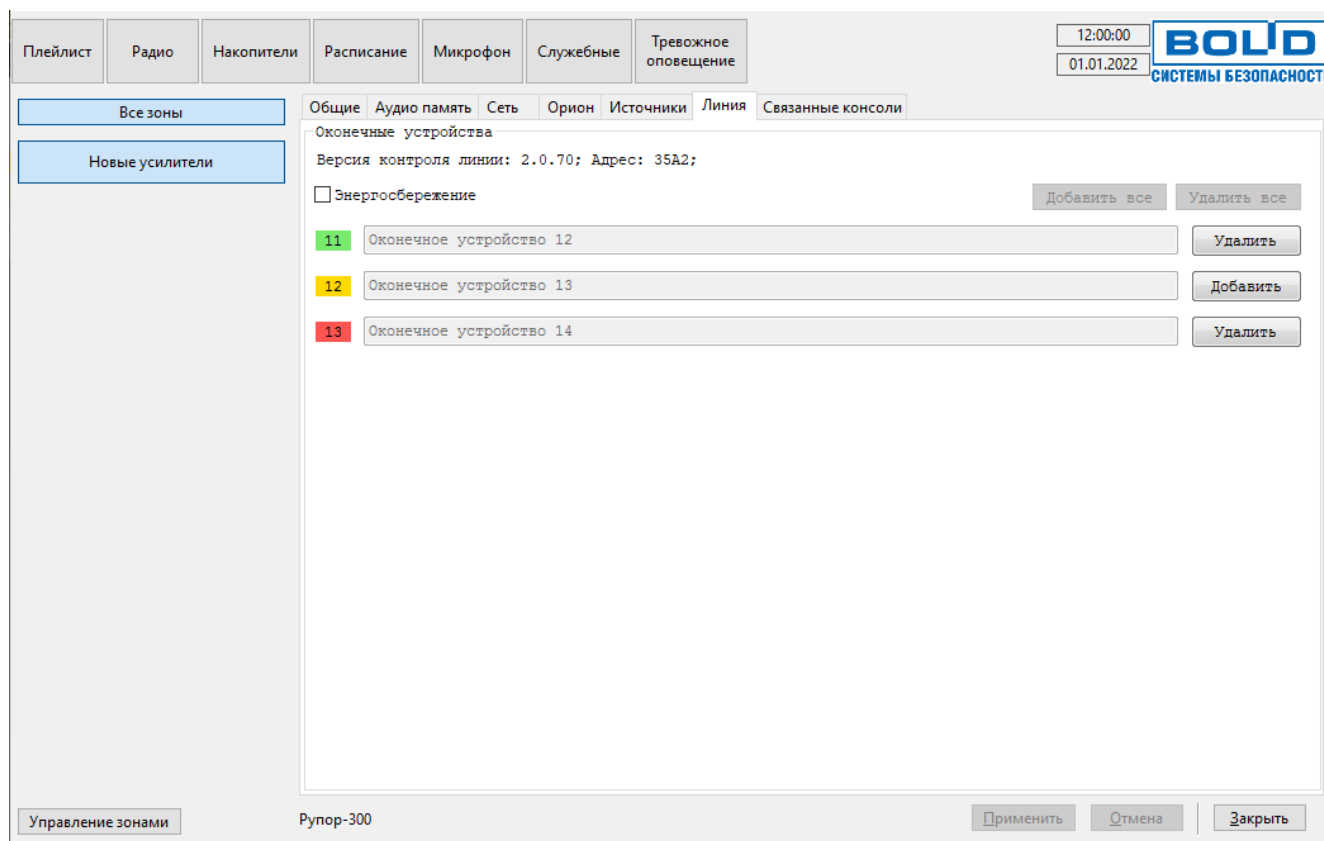 Плейлист
Радио
Накопители
Расписание
Микрофон
Служебные
Тревожное
оповещение
12:00:00
01.01.2022
BOLID
СИСТЕМЫ БЕЗОПАСНОСТ
Все зоны
Новые усилители
Общие Аудио память Сеть Орион Источники Линия Связанные консоли
Оконечные устройства
Версия контроля линии: 2.0.70; Адрес: 35A2;
Энергосбережение
Добавить все
Удалить все
11 Оконечное устройство 12 Удалить
12 Оконечное устройство 13 Добавить
13 Оконечное устройство 14 Удалить
Управление зонами
Рупор-300
Применить
Отмена
Закрыть